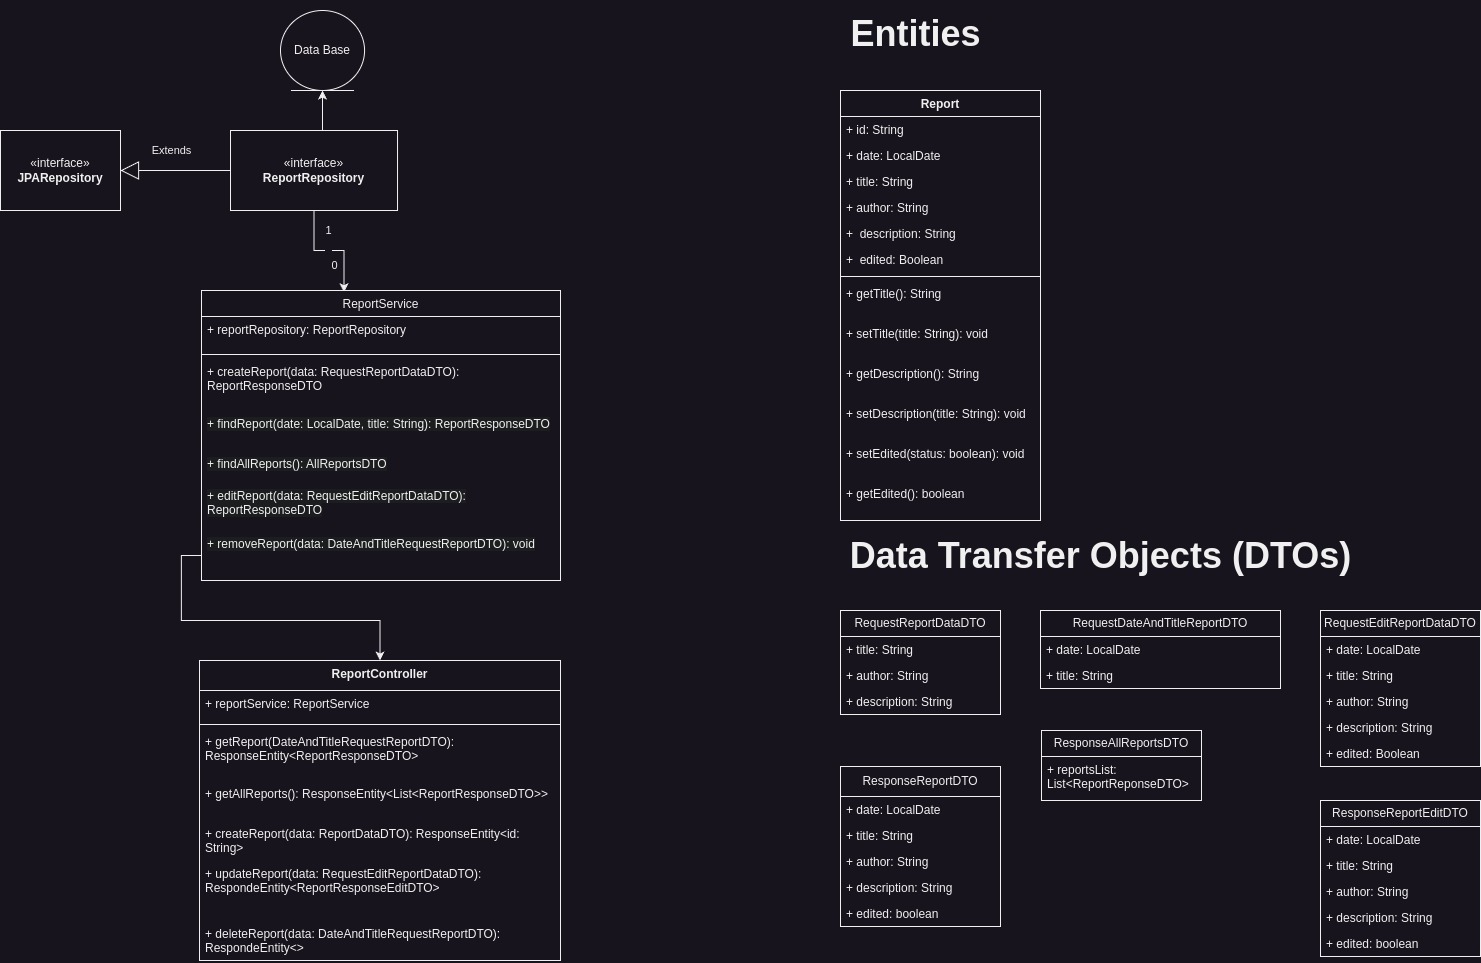 Data Base
«interface»
JPARepository
Extends
«interface»
ReportRepository
1
0
ReportService
+ reportRepository: ReportRepository
+ createReport(data: RequestReportDataDTO):
ReportResponseDTO
+ findReport(date: LocalDate, title: String): ReportResponseDTO
+ findAllReports(): AllReportsDTO
+ editReport(data: RequestEditReportDataDTO):
ReportResponseDTO
+ removeReport(data: DateAndTitleRequestReportDTO): void
ReportController
+ reportService: ReportService
+ getReport(DateAndTitleRequestReportDTO):
ResponseEntity<ReportResponseDTO>
+ getAllReports(): ResponseEntity<List<ReportResponseDTO>>
+ createReport(data: ReportDataDTO): ResponseEntity<id:
String>
+ updateReport(data: RequestEditReportDataDTO):
RespondeEntity<ReportResponseEditDTO>
+ deleteReport(data: DateAndTitleRequestReportDTO):
RespondeEntity<>
Entities
Report
+ id: String
+ date: LocalDate
+ title: String
+ author: String
+  description: String
+  edited: Boolean
+ getTitle(): String
+ setTitle(title: String): void
+ getDescription(): String
+ setDescription(title: String): void
+ setEdited(status: boolean): void
+ getEdited(): boolean
Data Transfer Objects (DTOs)
RequestReportDataDTO
+ title: String
+ author: String
+ description: String
RequestDateAndTitleReportDTO
+ date: LocalDate
+ title: String
RequestEditReportDataDTO
+ date: LocalDate
+ title: String
+ author: String
+ description: String
+ edited: Boolean
ResponseReportDTO
+ date: LocalDate
+ title: String
+ author: String
+ description: String
+ edited: boolean
ResponseAllReportsDTO
+ reportsList:
List<ReportReponseDTO>
ResponseReportEditDTO
+ date: LocalDate
+ title: String
+ author: String
+ description: String
+ edited: boolean